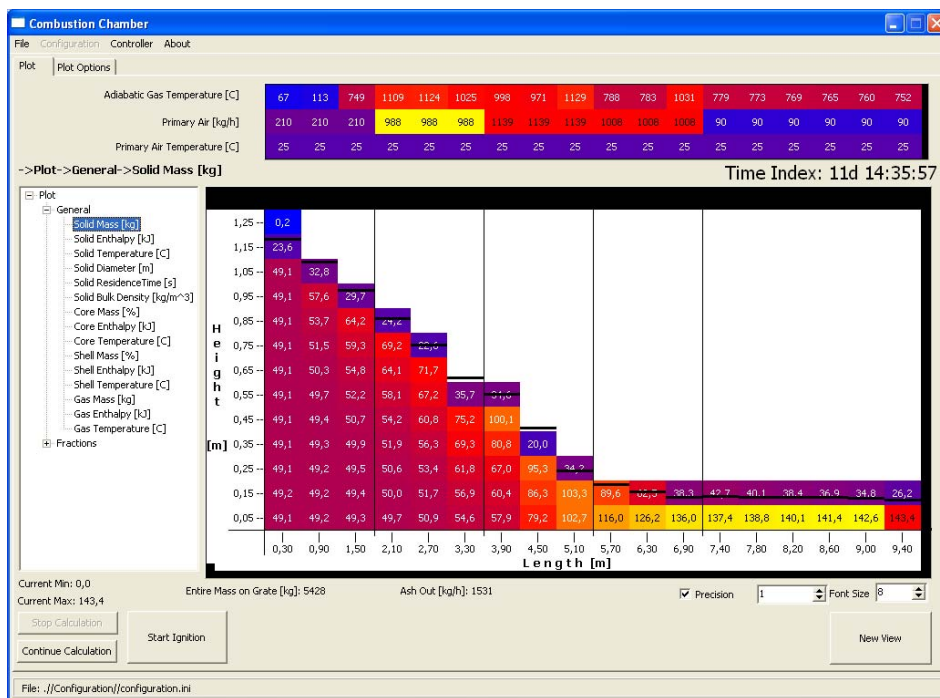 Combustion Chamber
File Configuration Controller About
Plot Plot Options
Adiabatic Gas Temperature [C] 67 113 749 1109 1124 1025 998 971 1129 788 783 1031 779 773 769 765 760 752
Primary Air [kg/h] 210 210 210 988 988 988 1139 1139 1139 1008 1008 1008 90 90 90 90 90 90
Primary Air Temperature [C] 25 25 25 25 25 25 25 25 25 25 25 25 25 25 25 25 25 25
->Plot->General->Solid Mass [kg]
Time Index: 11d 14:35:57
Plot
General
Solid Mass [kg]
Solid Enthalpy [kJ]
Solid Temperature [C]
Solid Diameter [m]
Solid ResidenceTime [s]
Solid Bulk Density [kg/m^3]
Core Mass [%]
Core Enthalpy [kJ]
Core Temperature [C]
Shell Mass [%]
Shell Enthalpy [kJ]
Shell Temperature [C]
Gas Mass [kg]
Gas Enthalpy [kJ]
Gas Temperature [C]
Fractions
Height [m]
1,25 -- 0,2
1,15 -- 23,6
1,05 -- 49,1 32,8
0,95 -- 49,1 57,6 29,7
0,85 -- 49,1 53,7 64,2 24,2
0,75 -- 49,1 51,5 59,3 69,2 22,6
0,65 -- 49,1 50,3 54,8 64,1 71,7
0,55 -- 49,1 49,7 52,2 58,1 67,2 35,7
0,45 -- 49,1 49,4 50,7 54,2 60,8 75,2 100,1
0,35 -- 49,1 49,3 49,9 51,9 56,3 69,3 80,8 20,0
0,25 -- 49,1 49,2 49,5 50,6 53,4 61,8 67,0 95,3 34,2
0,15 -- 49,2 49,2 49,4 50,0 51,7 56,9 60,4 86,3 103,3 89,6 38,3 42,7 40,1 38,4 36,9 34,8 26,2
0,05 -- 49,1 49,2 49,3 49,7 50,9 54,6 57,9 79,2 102,7 116,0 126,2 136,0 137,4 138,8 140,1 141,4 142,6 143,4
0,30 0,90 1,50 2,10 2,70 3,30 3,90 4,50 5,10 5,70 6,30 6,90 7,40 7,80 8,20 8,60 9,00 9,40
Length [m]
Current Min: 0,0
Current Max: 143,4
Entire Mass on Grate [kg]: 5428
Ash Out [kg/h]: 1531
Precision 1
Font Size 8
Stop Calculation
Continue Calculation
Start Ignition
New View
File: .//Configuration//configuration.ini